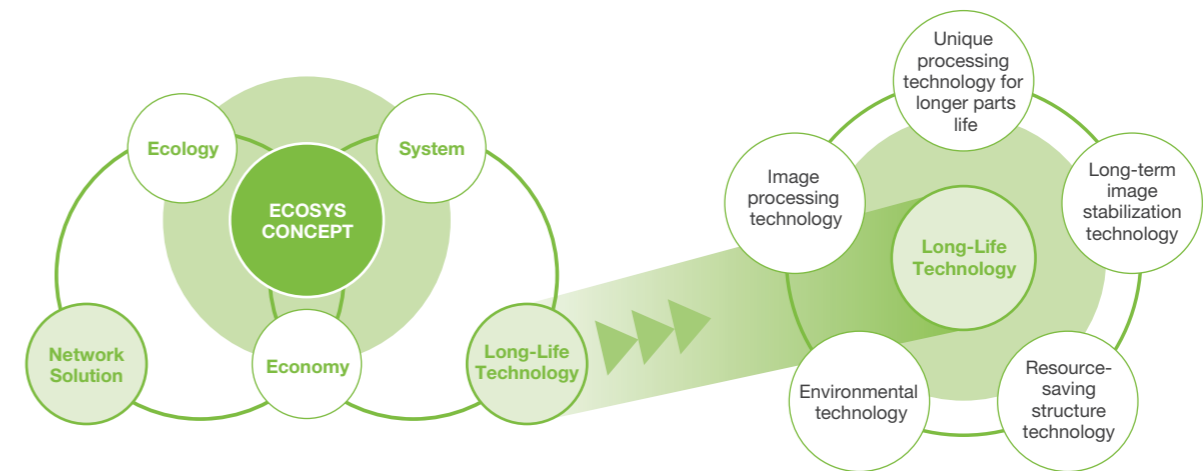 Ecology
System
ECOSYS
CONCEPT
Network
Solution
Economy
Long-Life
Technology
Unique
processing
technology for
longer parts
life
Image
processing
technology
Long-term
image
stabilization
technology
Long-Life
Technology
Environmental
technology
Resource-
saving
structure
technology